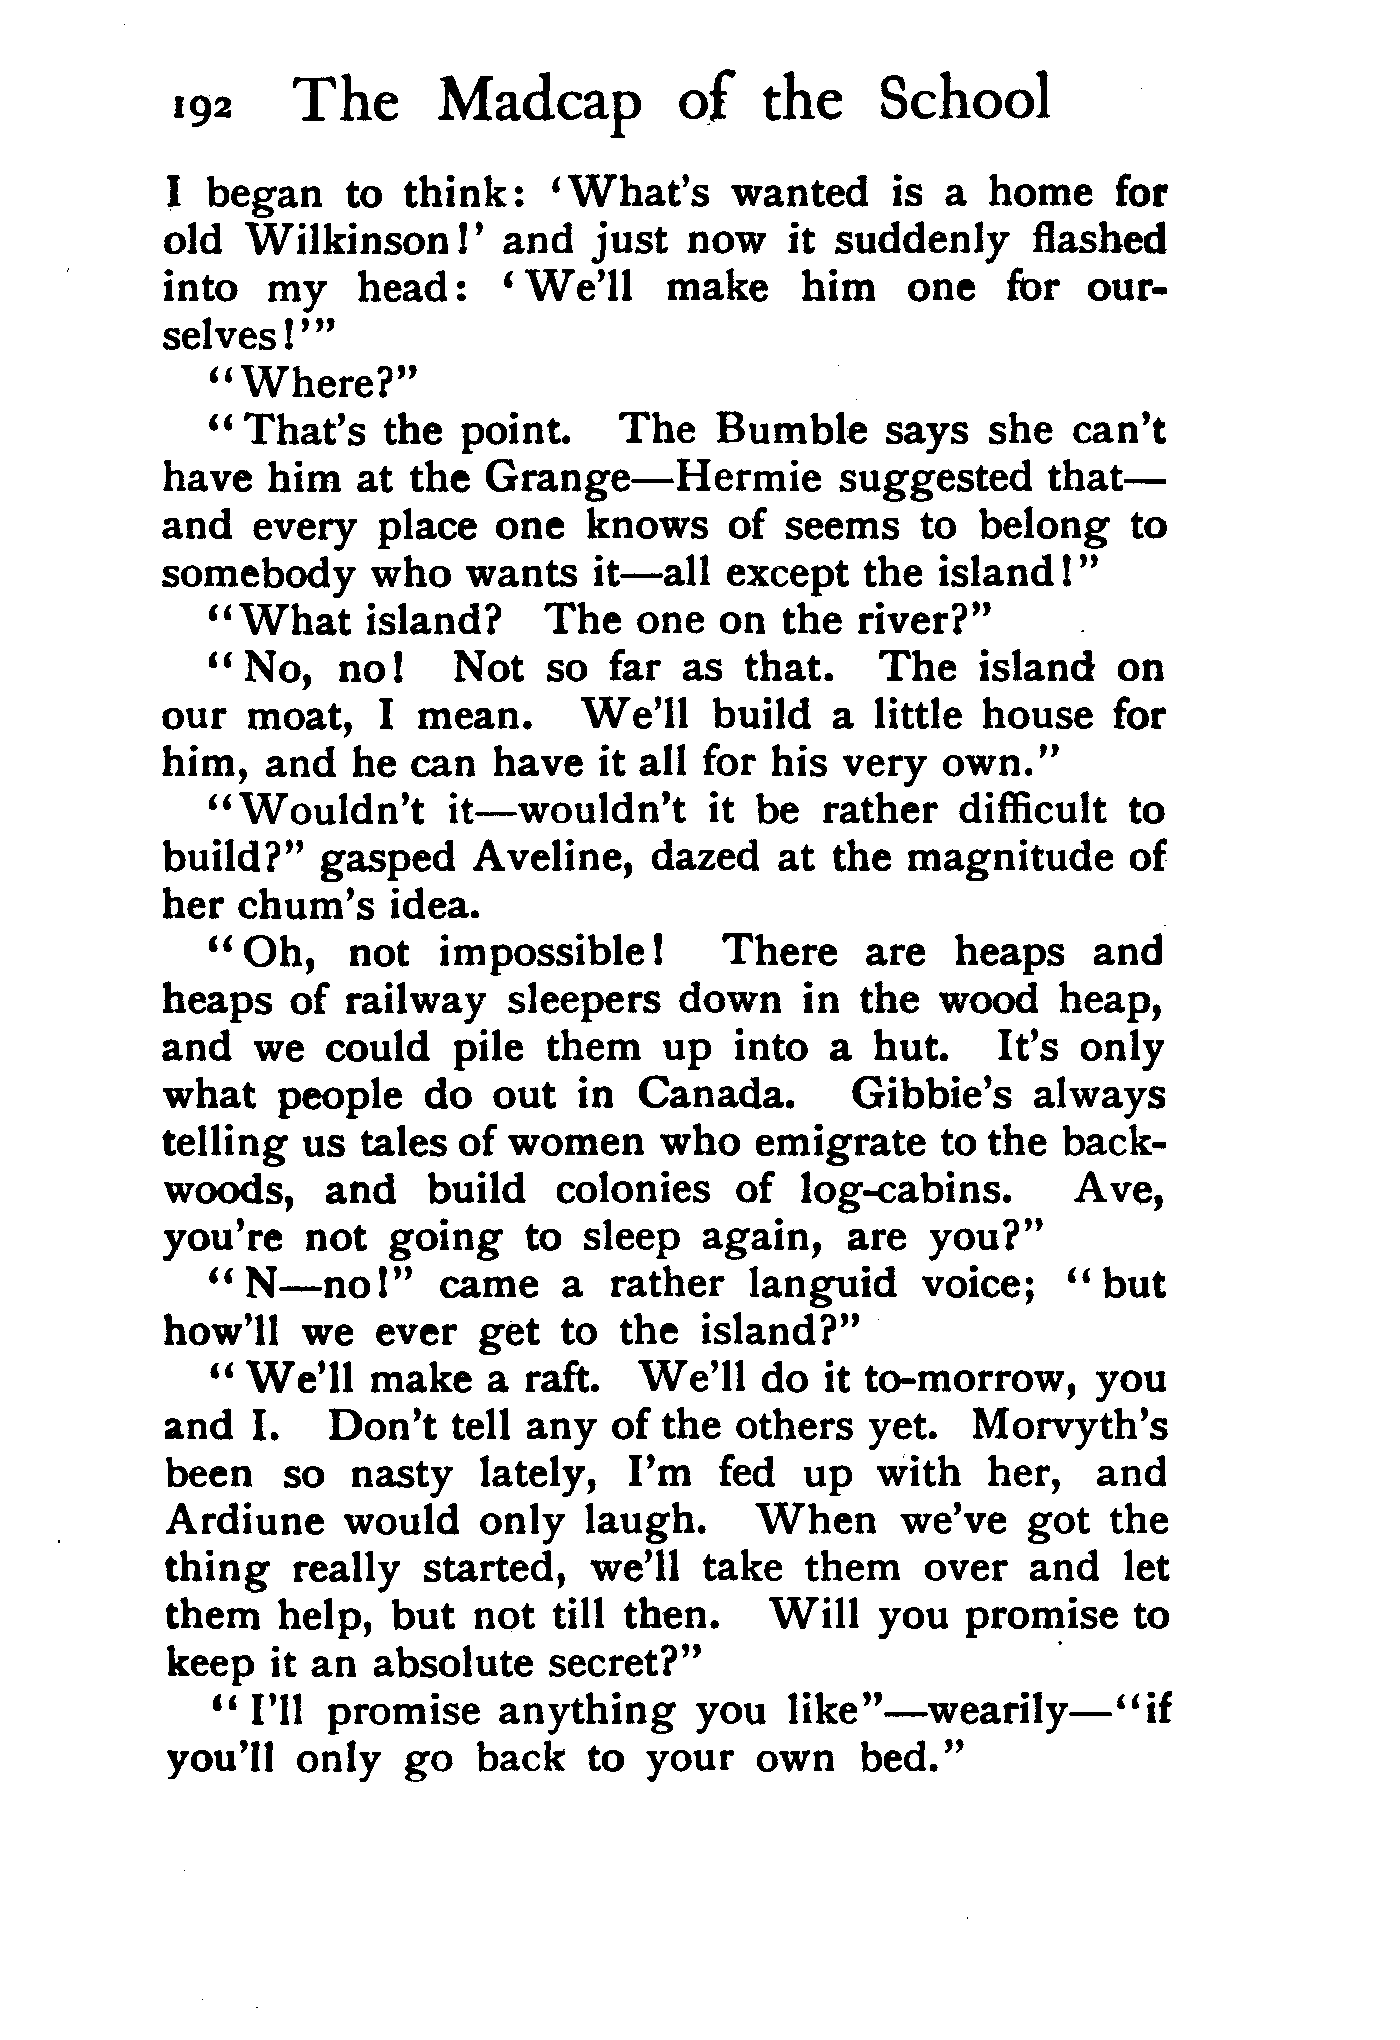 192 The Madcap of the School
I began to think: 'What's wanted is a home for
old Wilkinson!' and just now it suddenly flashed
into my head: 'We'll make him one for our-
selves!'"
"Where?"
"That's the point. The Bumble says she can't
have him at the Grange—Hermie suggested that—
and every place one knows of seems to belong to
somebody who wants it—all except the island!"
"What island? The one on the river?"
"No, no! Not so far as that. The island on
our moat, I mean. We'll build a little house for
him, and he can have it all for his very own."
"Wouldn't it—wouldn't it be rather difficult to
build?" gasped Aveline, dazed at the magnitude of
her chum's idea.
"Oh, not impossible! There are heaps and
heaps of railway sleepers down in the wood heap,
and we could pile them up into a hut. It's only
what people do out in Canada. Gibbie's always
telling us tales of women who emigrate to the back-
woods, and build colonies of log-cabins. Ave,
you're not going to sleep again, are you?"
"N—no!" came a rather languid voice; "but
how'll we ever get to the island?"
"We'll make a raft. We'll do it to-morrow, you
and I. Don't tell any of the others yet. Morvyth's
been so nasty lately, I'm fed up with her, and
Ardiune would only laugh. When we've got the
thing really started, we'll take them over and let
them help, but not till then. Will you promise to
keep it an absolute secret?"
"I'll promise anything you like"—wearily—"if
you'll only go back to your own bed."